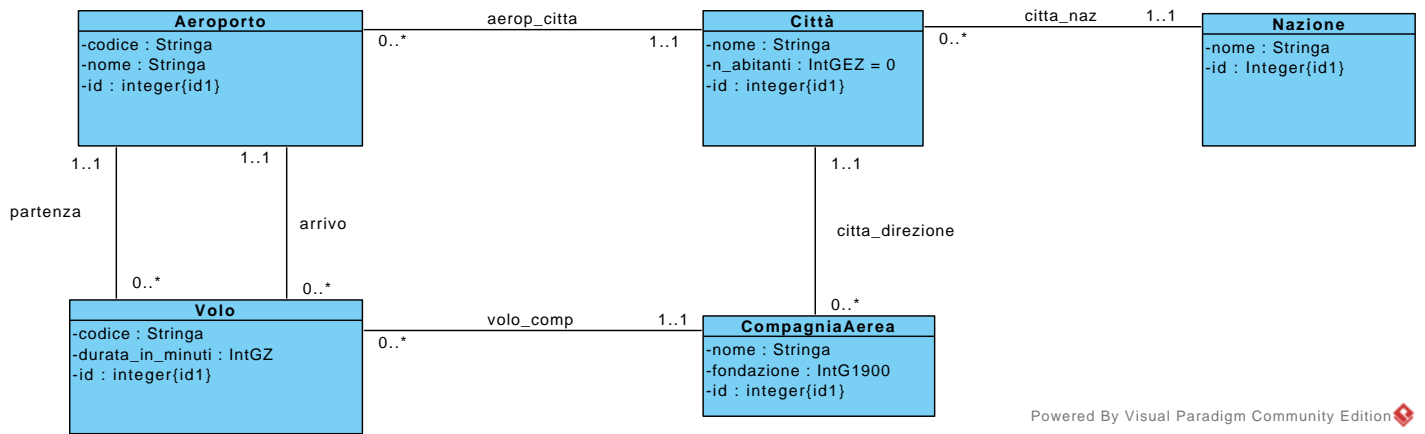 Aeroporto
-codice : Stringa
-nome : Stringa
-id : integer{id1}
aerop_citta
0..*
1..1
Città
-nome : Stringa
-n_abitanti : IntGEZ = 0
-id : integer{id1}
citta_naz
1..1
0..*
Nazione
-nome : Stringa
-id : Integer{id1}
1..1
1..1
1..1
partenza
arrivo
citta_direzione
0..*
0..*
0..*
Volo
-codice : Stringa
-durata_in_minuti : IntGZ
-id : integer{id1}
volo_comp
1..1
0..*
CompagniaAerea
-nome : Stringa
-fondazione : IntG1900
-id : integer{id1}
Powered By Visual Paradigm Community Edition